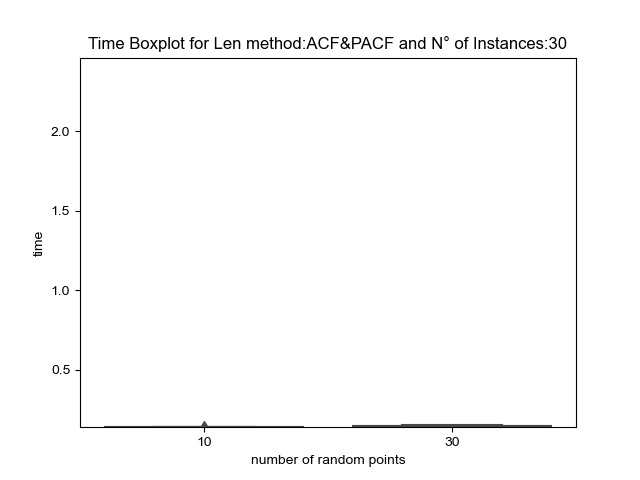 Time Boxplot for Len method:ACF&PACF and N° of Instances:30
2.0
1.5
time
1.0
0.5
10
30
number of random points